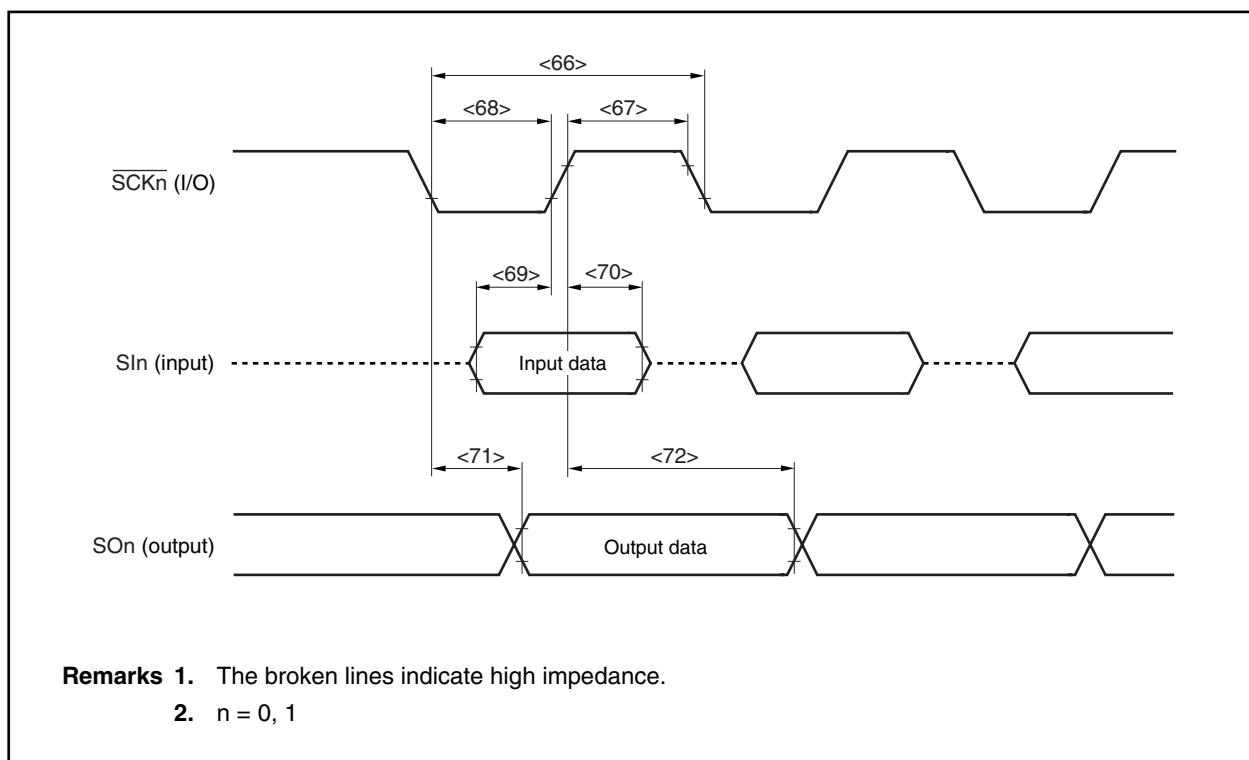 <66>
<68> <67>
SCKn (I/O)
<69> <70>
SIn (input) Input data
<71> <72>
SOn (output) Output data
Remarks 1. The broken lines indicate high impedance.
2. n = 0, 1